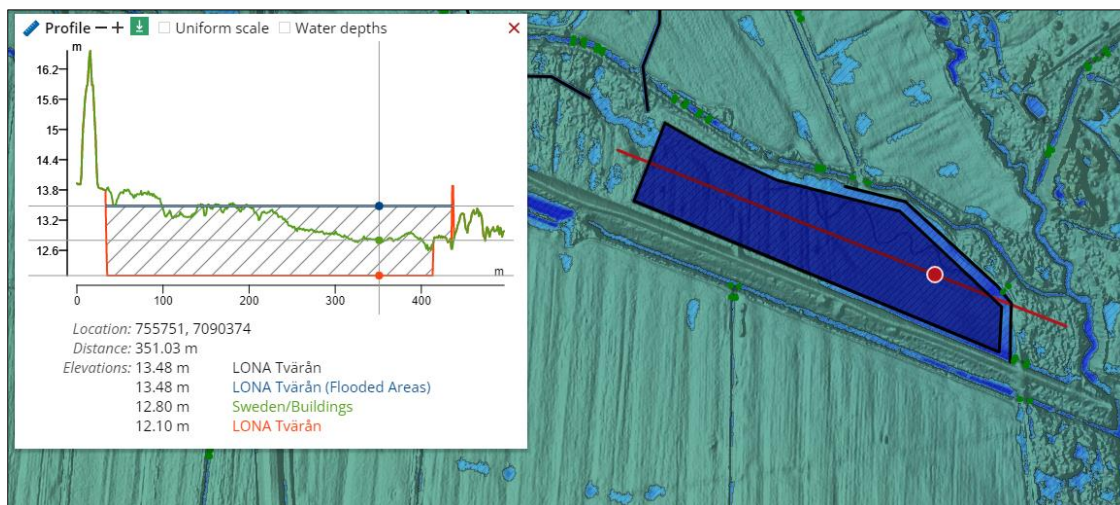 Profile − + Uniform scale Water depths ×
m
16.2
15.6
15
14.4
13.8
13.2
12.6
m
0 100 200 300 400
Location: 755751, 7090374
Distance: 351.03 m
Elevations: 13.48 m LONA Tvärån
13.48 m LONA Tvärån (Flooded Areas)
12.80 m Sweden/Buildings
12.10 m LONA Tvärån